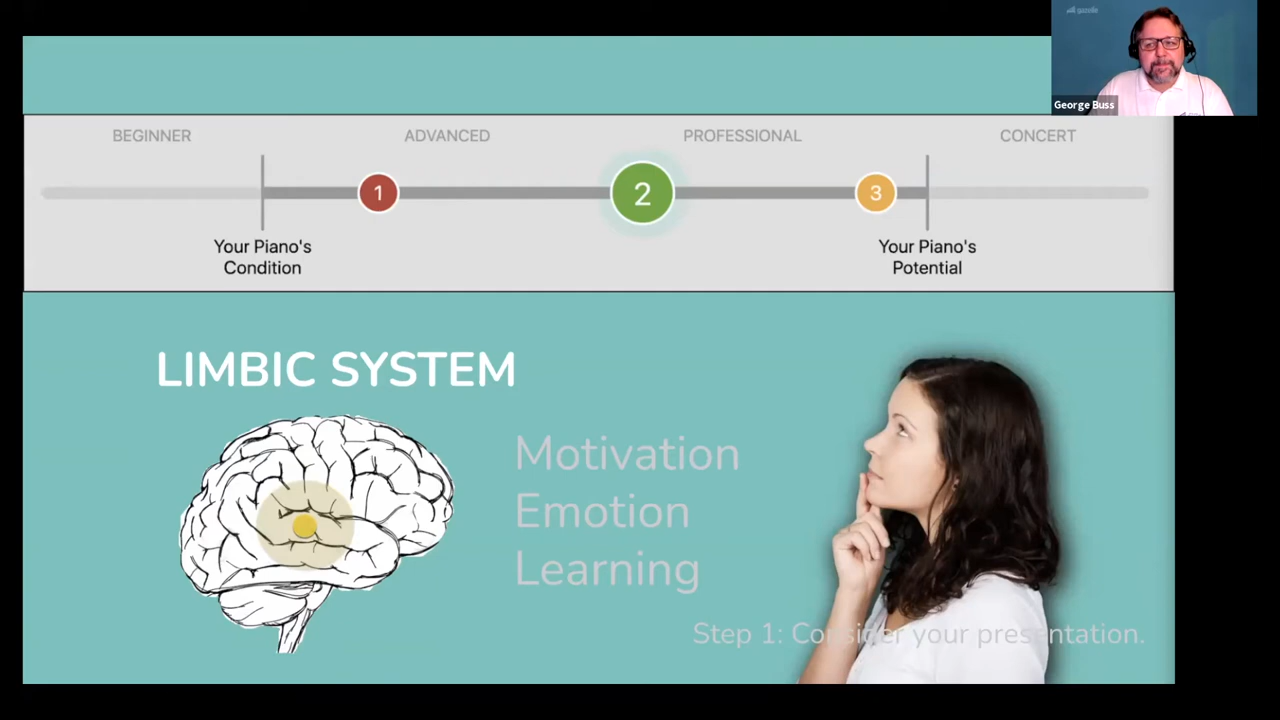 gazelle
George Buss
BEGINNER ADVANCED PROFESSIONAL CONCERT
1 2 3
Your Piano's Your Piano's
Condition Potential
LIMBIC SYSTEM
Motivation
Emotion
Learning
Step 1: Consider your presentation.